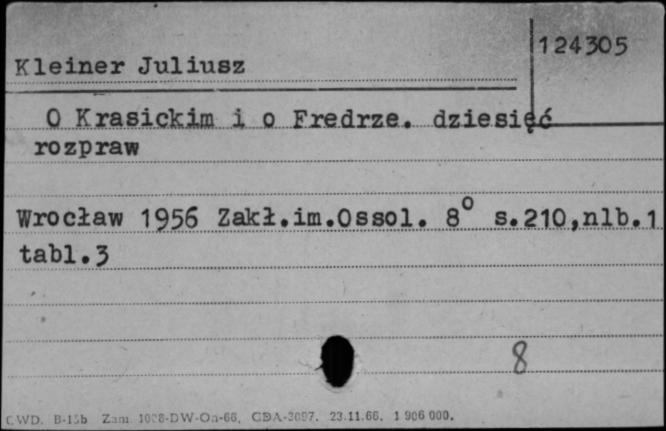 124305
Kleiner Juliusz
O Krasickim i o Fredrze. dziesięć
rozpraw
Wrocław 1956 Zakł.im.Ossol. 8° s.210,nlb.1
tabl.3
8
CWD. B-15b Zam. DW-On-66, CDA-3097. 23.11.66. 1 906 000.